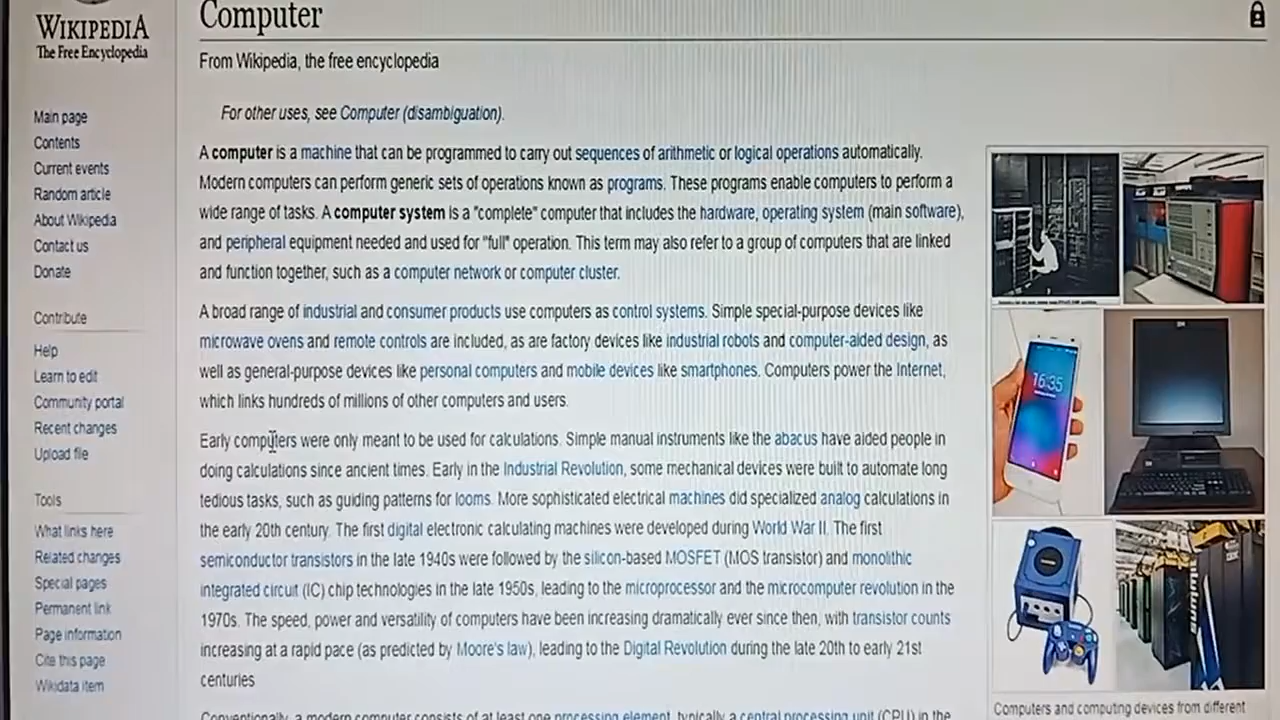 WIKIPEDIA
The Free Encyclopedia
Main page
Contents
Current events
Random article
About Wikipedia
Contact us
Donate
Contribute
Help
Learn to edit
Community portal
Recent changes
Upload file
Tools
What links here
Related changes
Special pages
Permanent link
Page information
Cite this page
Wikidata item
Computer
From Wikipedia, the free encyclopedia
For other uses, see Computer (disambiguation).
A computer is a machine that can be programmed to carry out sequences of arithmetic or logical operations automatically.
Modern computers can perform generic sets of operations known as programs. These programs enable computers to perform a
wide range of tasks. A computer system is a "complete" computer that includes the hardware, operating system (main software),
and peripheral equipment needed and used for "full" operation. This term may also refer to a group of computers that are linked
and function together, such as a computer network or computer cluster.
A broad range of industrial and consumer products use computers as control systems. Simple special-purpose devices like
microwave ovens and remote controls are included, as are factory devices like industrial robots and computer-aided design, as
well as general-purpose devices like personal computers and mobile devices like smartphones. Computers power the Internet,
which links hundreds of millions of other computers and users.
Early computers were only meant to be used for calculations. Simple manual instruments like the abacus have aided people in
doing calculations since ancient times. Early in the Industrial Revolution, some mechanical devices were built to automate long
tedious tasks, such as guiding patterns for looms. More sophisticated electrical machines did specialized analog calculations in
the early 20th century. The first digital electronic calculating machines were developed during World War II. The first
semiconductor transistors in the late 1940s were followed by the silicon-based MOSFET (MOS transistor) and monolithic
integrated circuit (IC) chip technologies in the late 1950s, leading to the microprocessor and the microcomputer revolution in the
1970s. The speed, power and versatility of computers have been increasing dramatically ever since then, with transistor counts
increasing at a rapid pace (as predicted by Moore's law), leading to the Digital Revolution during the late 20th to early 21st
centuries
Conventionally, a modern computer consists of at least one processing element, typically a central processing unit (CPU) in the
16:35
Computers and computing devices from different